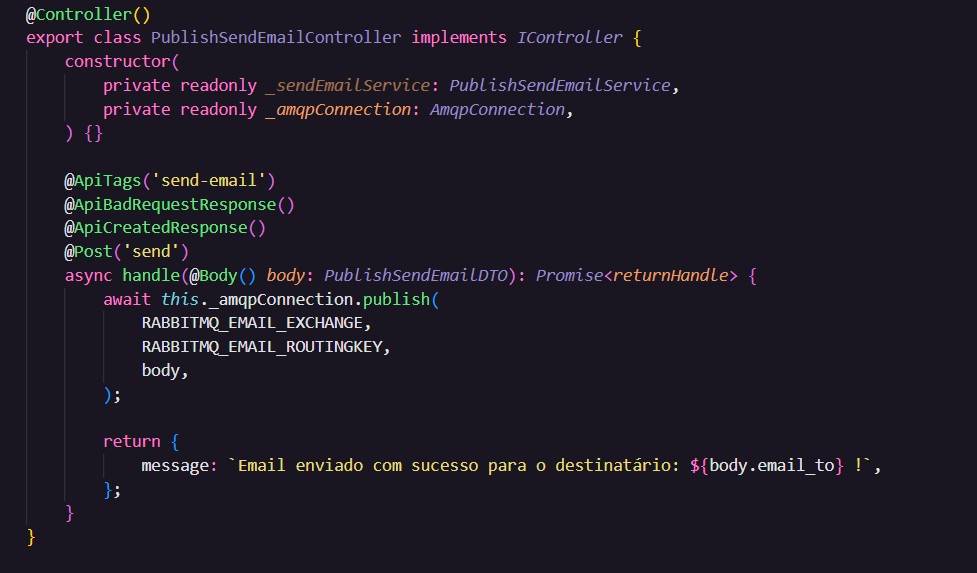 @Controller()
export class PublishSendEmailController implements IController {
    constructor(
        private readonly _sendEmailService: PublishSendEmailService,
        private readonly _amqpConnection: AmqpConnection,
    ) {}

    @ApiTags('send-email')
    @ApiBadRequestResponse()
    @ApiCreatedResponse()
    @Post('send')
    async handle(@Body() body: PublishSendEmailDTO): Promise<returnHandle> {
        await this._amqpConnection.publish(
            RABBITMQ_EMAIL_EXCHANGE,
            RABBITMQ_EMAIL_ROUTINGKEY,
            body,
        );

        return {
            message: `Email enviado com sucesso para o destinatário: ${body.email_to} !`,
        };
    }
}